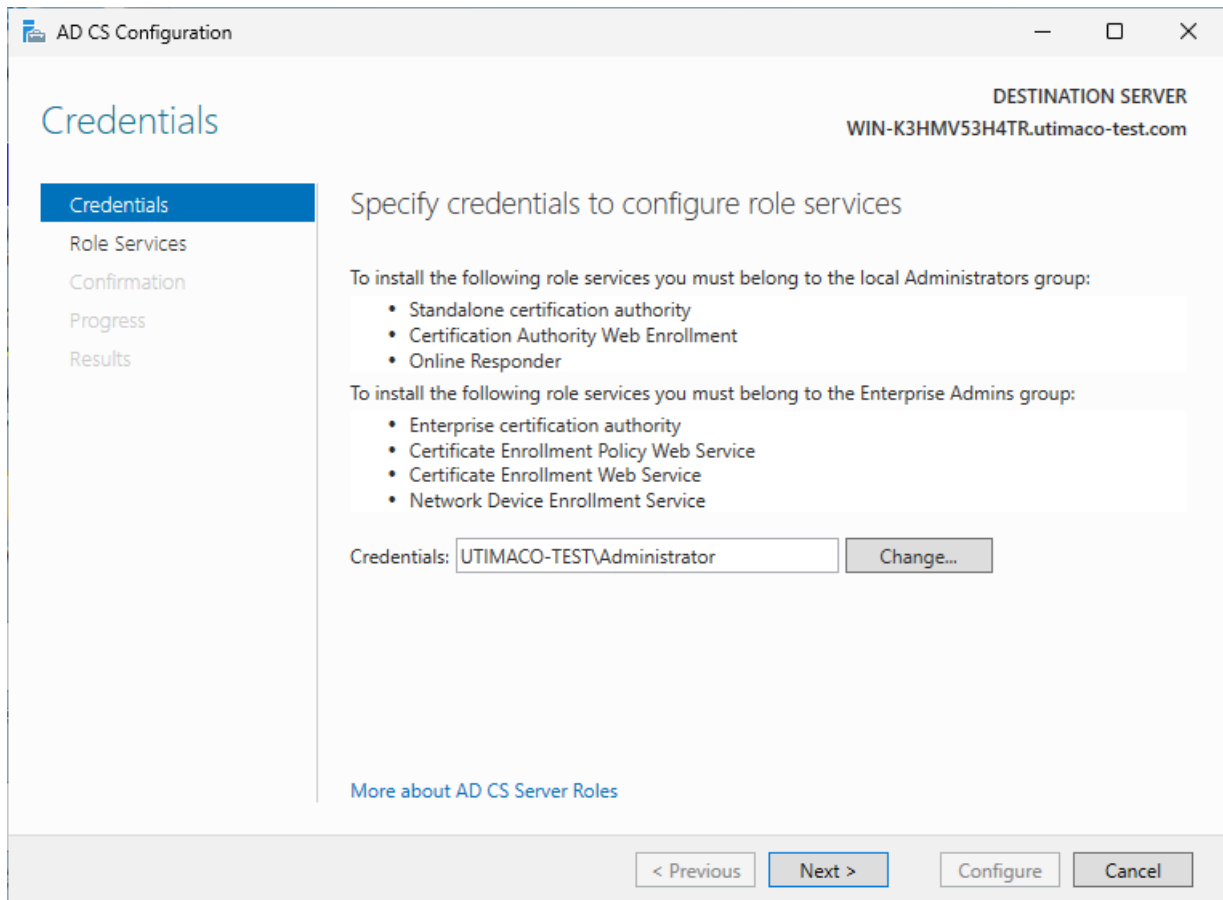 AD CS Configuration
DESTINATION SERVER
WIN-K3HMV53H4TR.utimaco-test.com
Credentials
Credentials
Role Services
Confirmation
Progress
Results
Specify credentials to configure role services
To install the following role services you must belong to the local Administrators group:
• Standalone certification authority
• Certification Authority Web Enrollment
• Online Responder
To install the following role services you must belong to the Enterprise Admins group:
• Enterprise certification authority
• Certificate Enrollment Policy Web Service
• Certificate Enrollment Web Service
• Network Device Enrollment Service
Credentials: UTIMACO-TEST\Administrator Change...
More about AD CS Server Roles
< Previous Next > Configure Cancel